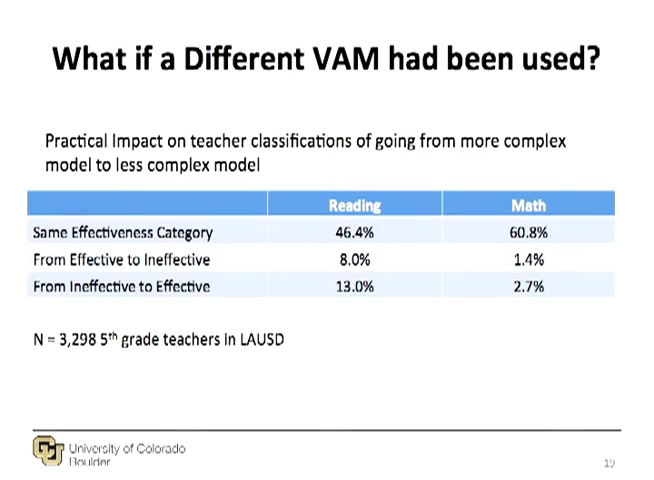 What if a Different VAM had been used?
Practical Impact on teacher classifications of going from more complex
model to less complex model
Reading Math
Same Effectiveness Category 46.4% 60.8%
From Effective to Ineffective 8.0% 1.4%
From Ineffective to Effective 13.0% 2.7%
N = 3,298 5th grade teachers in LAUSD
CU
University of Colorado
Boulder
19